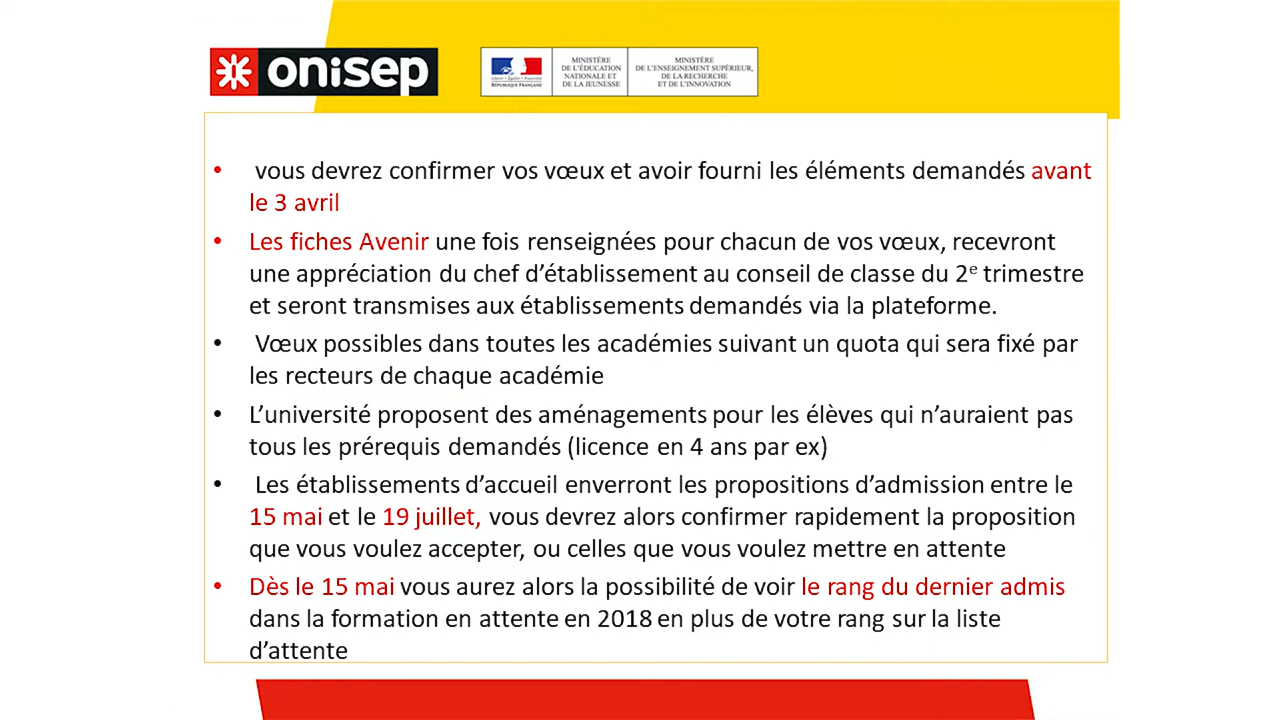 onisep
Liberté • Égalité • Fraternité
RÉPUBLIQUE FRANÇAISE
MINISTÈRE
DE L'ÉDUCATION
NATIONALE ET
DE LA JEUNESSE
MINISTÈRE
DE L'ENSEIGNEMENT SUPÉRIEUR,
DE LA RECHERCHE
ET DE L'INNOVATION
• vous devrez confirmer vos vœux et avoir fourni les éléments demandés avant
le 3 avril
• Les fiches Avenir une fois renseignées pour chacun de vos vœux, recevront
une appréciation du chef d’établissement au conseil de classe du 2e trimestre
et seront transmises aux établissements demandés via la plateforme.
• Vœux possibles dans toutes les académies suivant un quota qui sera fixé par
les recteurs de chaque académie
• L’université proposent des aménagements pour les élèves qui n’auraient pas
tous les prérequis demandés (licence en 4 ans par ex)
• Les établissements d’accueil enverront les propositions d’admission entre le
15 mai et le 19 juillet, vous devrez alors confirmer rapidement la proposition
que vous voulez accepter, ou celles que vous voulez mettre en attente
• Dès le 15 mai vous aurez alors la possibilité de voir le rang du dernier admis
dans la formation en attente en 2018 en plus de votre rang sur la liste
d’attente